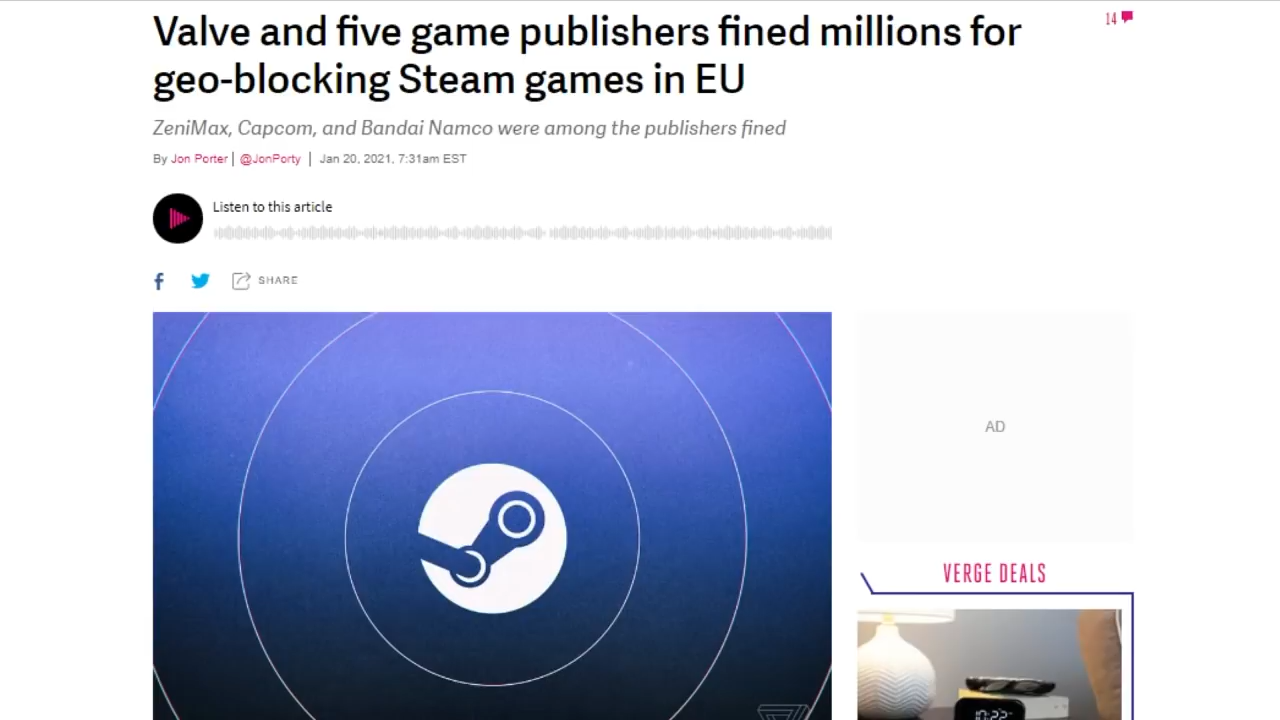 Valve and five game publishers fined millions for
14
geo-blocking Steam games in EU
ZeniMax, Capcom, and Bandai Namco were among the publishers fined
By Jon Porter | @JonPorty | Jan 20, 2021, 7:31am EST
Listen to this article
SHARE
AD
VERGE DEALS
10:22